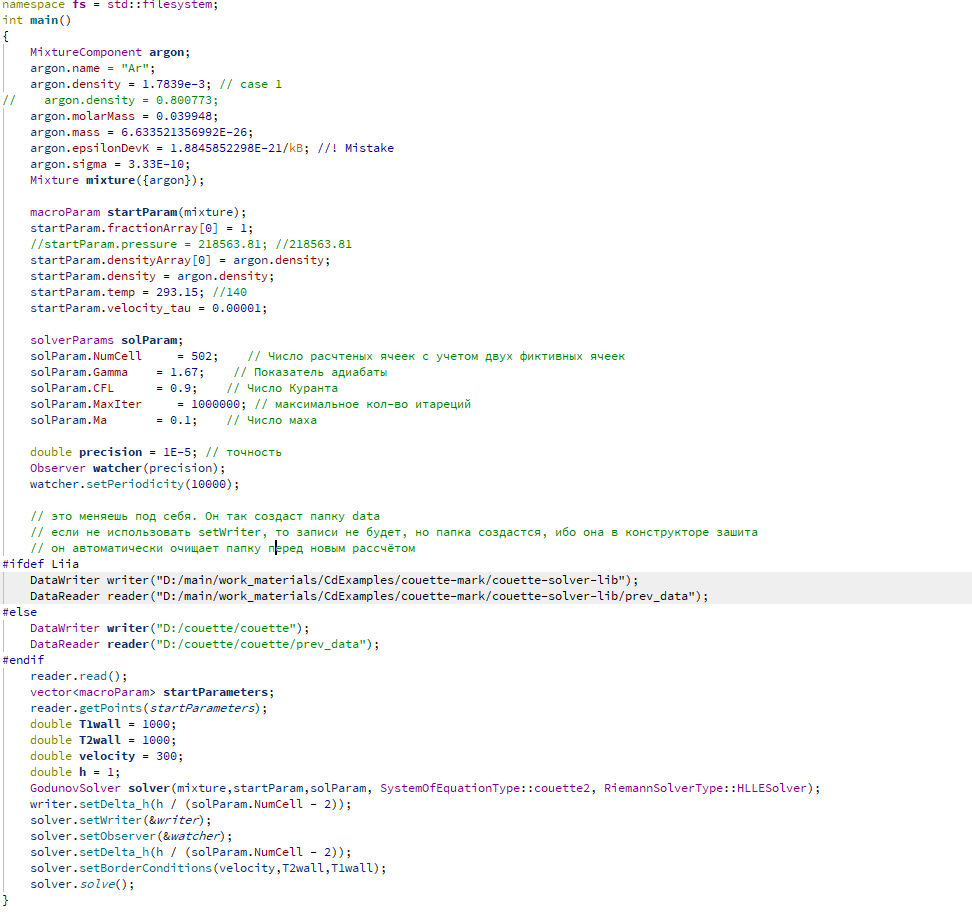 namespace fs = std::filesystem;
int main()
{
    MixtureComponent argon;
    argon.name = "Ar";
    argon.density = 1.7839e-3; // case 1
//    argon.density = 0.800773;
    argon.molarMass = 0.039948;
    argon.mass = 6.633521356992E-26;
    argon.epsilonDevK = 1.8845852298E-21/kB; //! Mistake
    argon.sigma = 3.33E-10;
    Mixture mixture({argon});

    macroParam startParam(mixture);
    startParam.fractionArray[0] = 1;
    //startParam.pressure = 218563.81; //218563.81
    startParam.densityArray[0] = argon.density;
    startParam.density = argon.density;
    startParam.temp = 293.15; //140
    startParam.velocity_tau = 0.00001;

    solverParams solParam;
    solParam.NumCell     = 502;    // Число расчтеных ячеек с учетом двух фиктивных ячеек
    solParam.Gamma    = 1.67;    // Показатель адиабаты
    solParam.CFL      = 0.9;    // Число Куранта
    solParam.MaxIter     = 1000000; // максимальное кол-во итареций
    solParam.Ma       = 0.1;    // Число маха

    double precision = 1E-5; // точность
    Observer watcher(precision);
    watcher.setPeriodicity(10000);

    // это меняешь под себя. Он так создаст папку data
    // если не использовать setWriter, то записи не будет, но папка создастся, ибо она в конструкторе зашита
    // он автоматически очищает папку перед новым рассчётом
#ifdef Liia
    DataWriter writer("D:/main/work_materials/CdExamples/couette-mark/couette-solver-lib");
    DataReader reader("D:/main/work_materials/CdExamples/couette-mark/couette-solver-lib/prev_data");
#else
    DataWriter writer("D:/couette/couette");
    DataReader reader("D:/couette/couette/prev_data");
#endif
    reader.read();
    vector<macroParam> startParameters;
    reader.getPoints(startParameters);
    double T1wall = 1000;
    double T2wall = 1000;
    double velocity = 300;
    double h = 1;
    GodunovSolver solver(mixture,startParam,solParam, SystemOfEquationType::couette2, RiemannSolverType::HLLESolver);
    writer.setDelta_h(h / (solParam.NumCell - 2));
    solver.setWriter(&writer);
    solver.setObserver(&watcher);
    solver.setDelta_h(h / (solParam.NumCell - 2));
    solver.setBorderConditions(velocity,T2wall,T1wall);
    solver.solve();
}